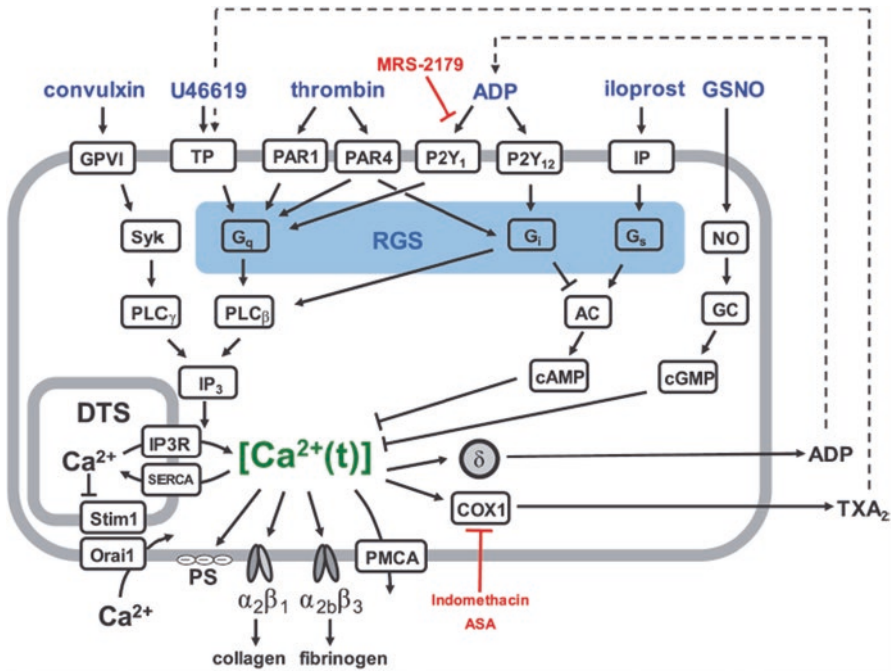 MRS-2179
convulxin U46619 thrombin ADP iloprost GSNO
GPVI TP PAR1 PAR4 P2Y1 P2Y12 IP
Syk Gq RGS Gi Gs NO
PLCγ PLCβ AC GC
IP3 cAMP cGMP
DTS
Ca2+ IP3R [Ca2+(t)] δ ADP
SERCA
Stim1 COX1 TXA2
Orai1 PS PMCA
Ca2+ α2β1 α2bβ3 Indomethacin
ASA
collagen fibrinogen